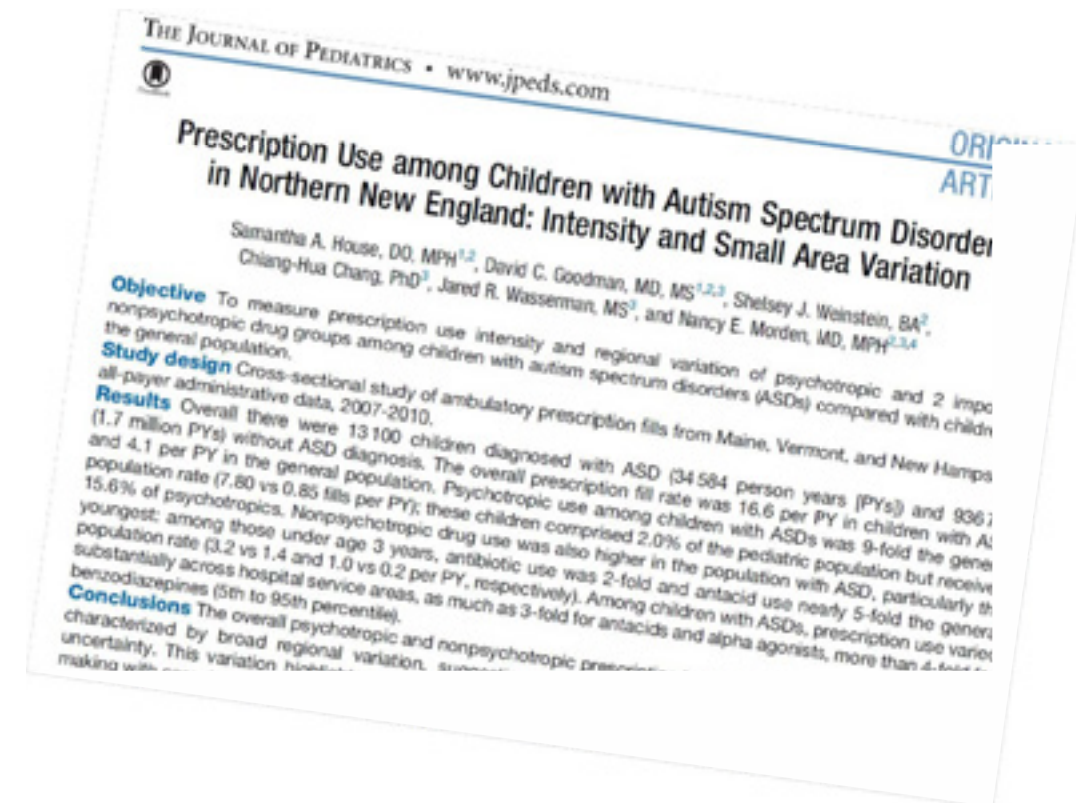 THE JOURNAL OF PEDIATRICS • www.jpeds.com
ORIGINAL
ART
Prescription Use among Children with Autism Spectrum Disorder
in Northern New England: Intensity and Small Area Variation
Samantha A. House, DO, MPH1,2, David C. Goodman, MD, MS1,2,3, Shelsey J. Weinstein, BA2,
Chiang-Hua Chang, PhD3, Jared R. Wasserman, MS3, and Nancy E. Morden, MD, MPH2,3,4
Objective To measure prescription use intensity and regional variation of psychotropic and 2 impo
nonpsychotropic drug groups among children with autism spectrum disorders (ASDs) compared with childre
the general population.
Study design Cross-sectional study of ambulatory prescription fills from Maine, Vermont, and New Hamps
all-payer administrative data, 2007-2010.
Results Overall there were 13 100 children diagnosed with ASD (34 584 person years [PYs]) and 936 7
(1.7 million PYs) without ASD diagnosis. The overall prescription fill rate was 16.6 per PY in children with AS
and 4.1 per PY in the general population. Psychotropic use among children with ASDs was 9-fold the gene
population rate (7.80 vs 0.85 fills per PY); these children comprised 2.0% of the pediatric population but receive
15.6% of psychotropics. Nonpsychotropic drug use was also higher in the population with ASD, particularly th
youngest: among those under age 3 years, antibiotic use was 2-fold and antacid use nearly 5-fold the genera
population rate (3.2 vs 1.4 and 1.0 vs 0.2 per PY, respectively). Among children with ASDs, prescription use varied
substantially across hospital service areas, as much as 3-fold for antacids and alpha agonists, more than 4-fold
benzodiazepines (5th to 95th percentile).
Conclusions The overall psychotropic and nonpsychotropic
characterized by broad regional variation,
uncertainty. This variation
making with